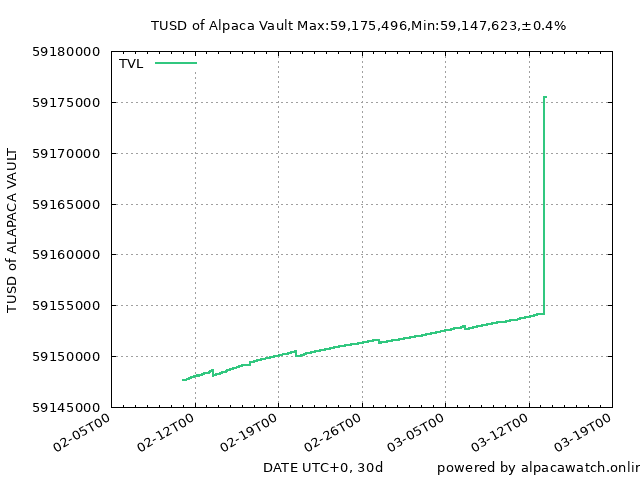 TUSD of Alpaca Vault Max:59,175,496,Min:59,147,623,±0.4%
TVL
59180000
59175000
59170000
59165000
59160000
59155000
59150000
59145000
TUSD of ALAPACA VAULT
02-05T00
02-12T00
02-19T00
02-26T00
03-05T00
03-12T00
03-19T00
DATE UTC+0, 30d
powered by alpacawatch.onlin